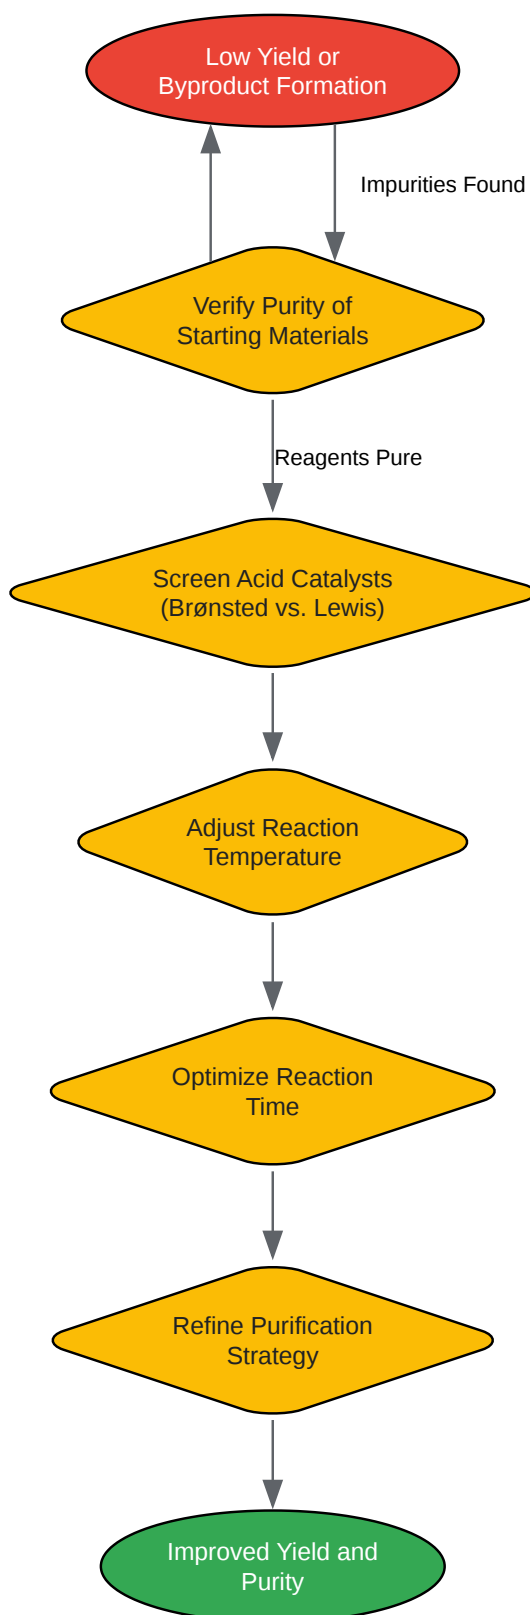 Low Yield or
Byproduct Formation
Impurities Found
Verify Purity of
Starting Materials
Reagents Pure
Screen Acid Catalysts
(Brønsted vs. Lewis)
Adjust Reaction
Temperature
Optimize Reaction
Time
Refine Purification
Strategy
Improved Yield and
Purity